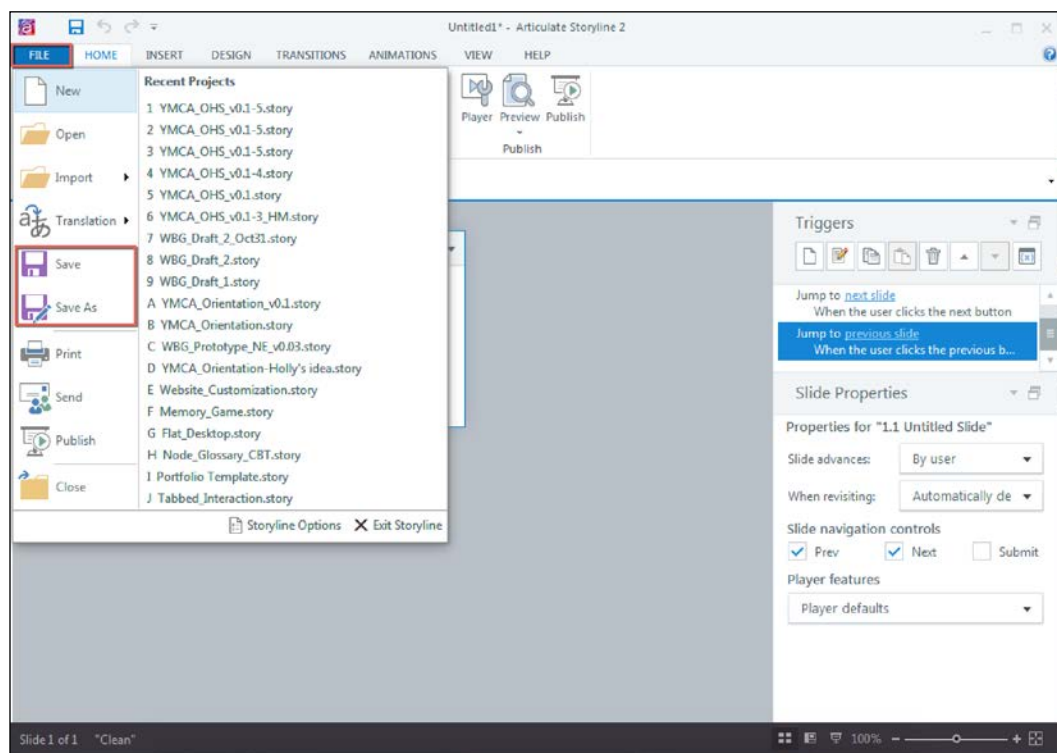 Untitled1* - Articulate Storyline 2
FILE HOME INSERT DESIGN TRANSITIONS ANIMATIONS VIEW HELP
New
Open
Import
Translation
Save
Save As
Print
Send
Publish
Close
Recent Projects
1 YMCA_OHS_v0.1-5.story
2 YMCA_OHS_v0.1-5.story
3 YMCA_OHS_v0.1-5.story
4 YMCA_OHS_v0.1-4.story
5 YMCA_OHS_v0.1.story
6 YMCA_OHS_v0.1-3_HM.story
7 WBG_Draft_2_Oct31.story
8 WBG_Draft_2.story
9 WBG_Draft_1.story
A YMCA_Orientation_v0.1.story
B YMCA_Orientation.story
C WBG_Prototype_NE_v0.03.story
D YMCA_Orientation-Holly's idea.story
E Website_Customization.story
F Memory_Game.story
G Flat_Desktop.story
H Node_Glossary_CBT.story
I Portfolio Template.story
J Tabbed_Interaction.story
Storyline Options Exit Storyline
Player Preview Publish
Publish
Triggers
Jump to next slide
When the user clicks the next button
Jump to previous slide
When the user clicks the previous b...
Slide Properties
Properties for "1.1 Untitled Slide"
Slide advances: By user
When revisiting: Automatically de
Slide navigation controls
Prev Next Submit
Player features
Player defaults
Slide 1 of 1 "Clean" 100%